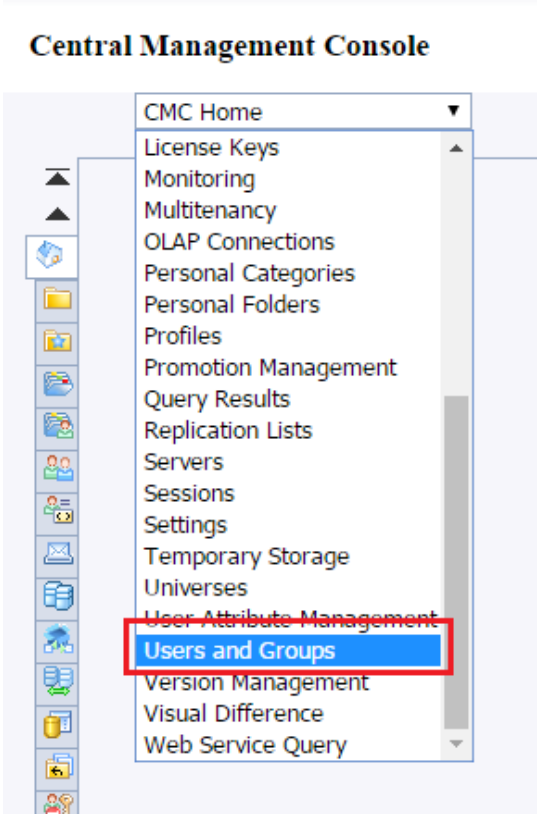 Central Management Console
CMC Home
License Keys
Monitoring
Multitenancy
OLAP Connections
Personal Categories
Personal Folders
Profiles
Promotion Management
Query Results
Replication Lists
Servers
Sessions
Settings
Temporary Storage
Universes
User Attribute Management
Users and Groups
Version Management
Visual Difference
Web Service Query